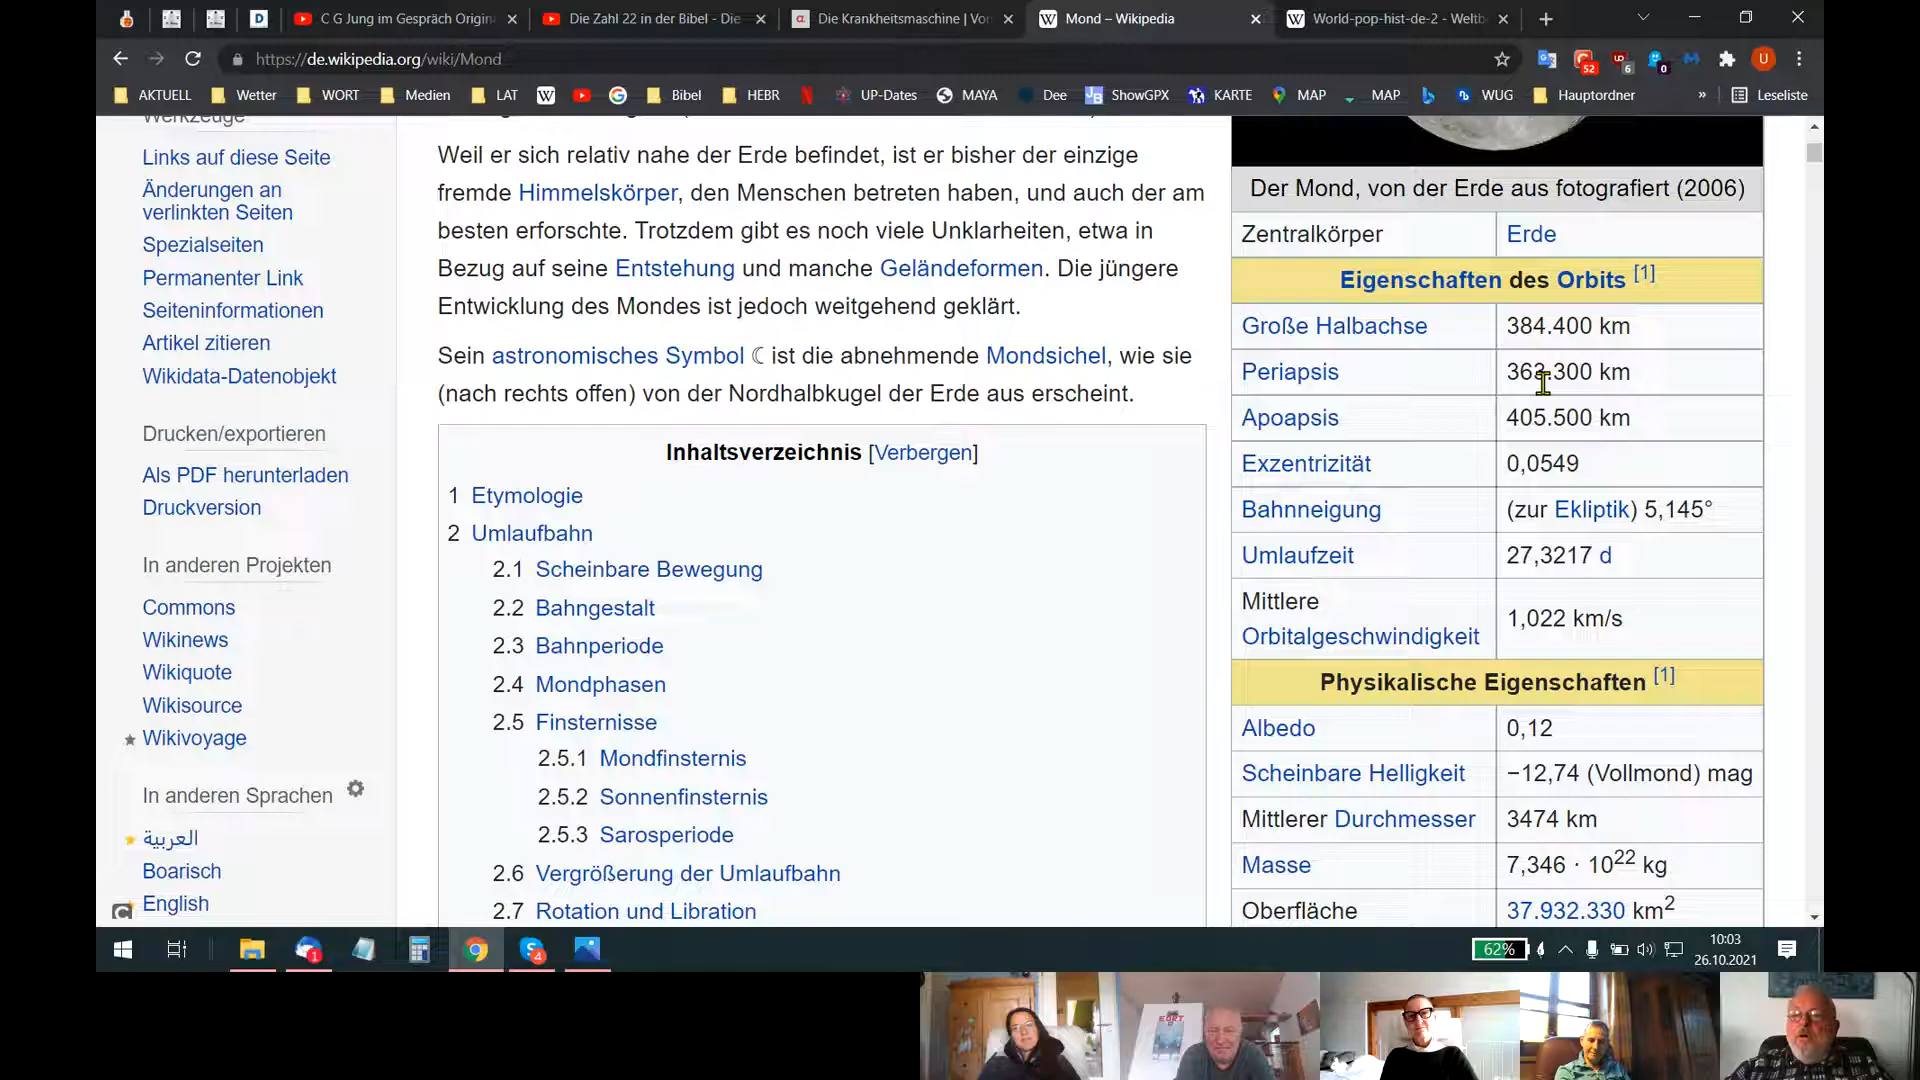 C G Jung im Gespräch Origin
Die Zahl 22 in der Bibel - Die
Die Krankheitsmaschine | Vo
Mond – Wikipedia
World-pop-hist-de-2 - Weltb
https://de.wikipedia.org/wiki/Mond
52
6
0
U
AKTUELL
Wetter
WORT
Medien
LAT
Bibel
HEBR
UP-Dates
MAYA
Dee
ShowGPX
KARTE
MAP
MAP
WUG
Hauptordner
»
Leseliste
Werkzeuge
Links auf diese Seite
Änderungen an
verlinkten Seiten
Spezialseiten
Permanenter Link
Seiteninformationen
Artikel zitieren
Wikidata-Datenobjekt
Drucken/exportieren
Als PDF herunterladen
Druckversion
In anderen Projekten
Commons
Wikinews
Wikiquote
Wikisource
Wikivoyage
In anderen Sprachen
العربية
Boarisch
English
Weil er sich relativ nahe der Erde befindet, ist er bisher der einzige
fremde Himmelskörper, den Menschen betreten haben, und auch der am
besten erforschte. Trotzdem gibt es noch viele Unklarheiten, etwa in
Bezug auf seine Entstehung und manche Geländeformen. Die jüngere
Entwicklung des Mondes ist jedoch weitgehend geklärt.
Sein astronomisches Symbol ☾ ist die abnehmende Mondsichel, wie sie
(nach rechts offen) von der Nordhalbkugel der Erde aus erscheint.
Inhaltsverzeichnis [Verbergen]
1 Etymologie
2 Umlaufbahn
2.1 Scheinbare Bewegung
2.2 Bahngestalt
2.3 Bahnperiode
2.4 Mondphasen
2.5 Finsternisse
2.5.1 Mondfinsternis
2.5.2 Sonnenfinsternis
2.5.3 Sarosperiode
2.6 Vergrößerung der Umlaufbahn
2.7 Rotation und Libration
Der Mond, von der Erde aus fotografiert (2006)
Zentralkörper Erde
Eigenschaften des Orbits [1]
Große Halbachse 384.400 km
Periapsis 363.300 km
Apoapsis 405.500 km
Exzentrizität 0,0549
Bahnneigung (zur Ekliptik) 5,145°
Umlaufzeit 27,3217 d
Mittlere
Orbitalgeschwindigkeit 1,022 km/s
Physikalische Eigenschaften [1]
Albedo 0,12
Scheinbare Helligkeit −12,74 (Vollmond) mag
Mittlerer Durchmesser 3474 km
Masse 7,346 · 10²² kg
Oberfläche 37.932.330 km²
1
4
62%
10:03
26.10.2021